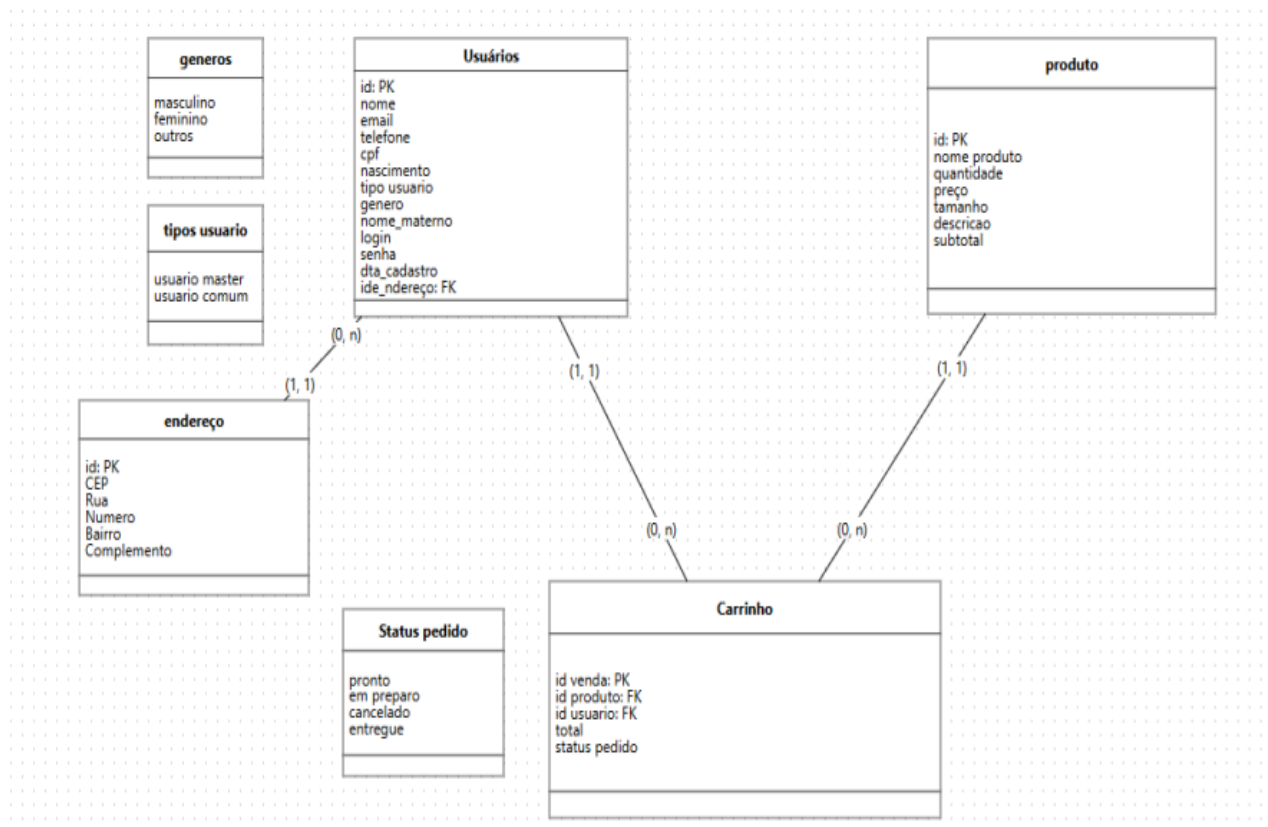 generos
masculino
feminino
outros
Usuários
id: PK
nome
email
telefone
cpf
nascimento
tipo usuario
genero
nome_materno
login
senha
dta_cadastro
ide_ndereço: FK
produto
id: PK
nome produto
quantidade
preço
tamanho
descricao
subtotal
tipos usuario
usuario master
usuario comum
(0, n)
(1, 1)
(1, 1)
(1, 1)
endereço
id: PK
CEP
Rua
Numero
Bairro
Complemento
(0, n)
(0, n)
Status pedido
pronto
em preparo
cancelado
entregue
Carrinho
id venda: PK
id produto: FK
id usuario: FK
total
status pedido